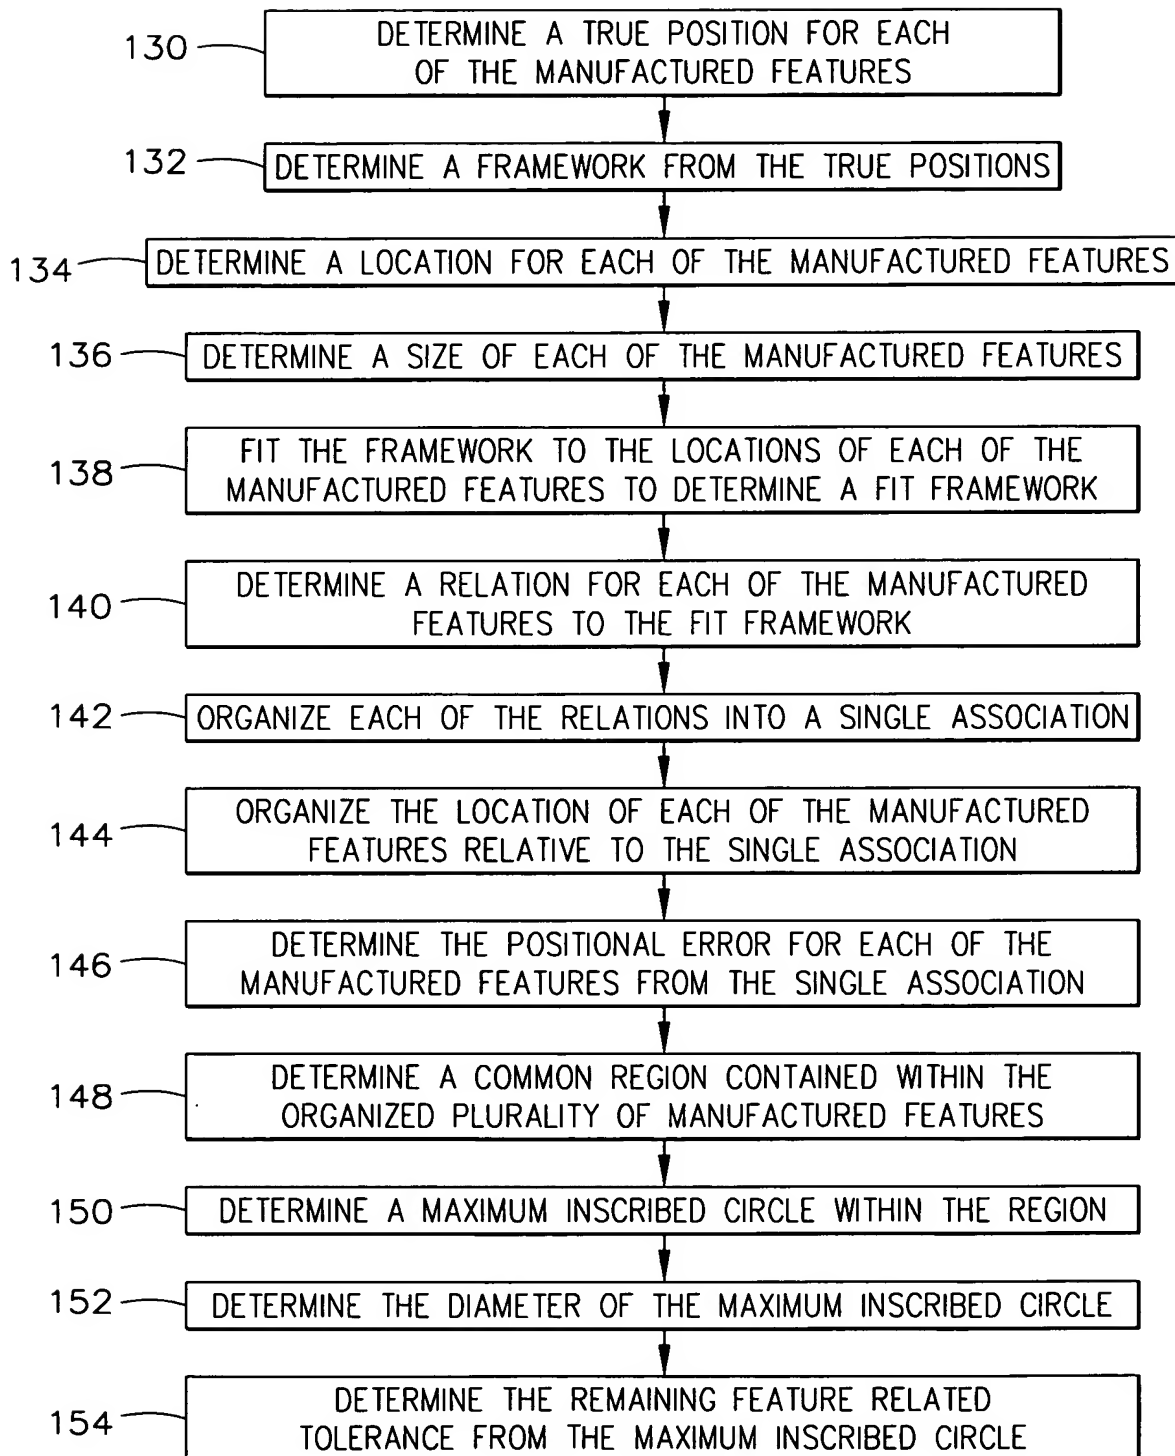 130
DETERMINE A TRUE POSITION FOR EACH
OF THE MANUFACTURED FEATURES
132
DETERMINE A FRAMEWORK FROM THE TRUE POSITIONS
134
DETERMINE A LOCATION FOR EACH OF THE MANUFACTURED FEATURES
136
DETERMINE A SIZE OF EACH OF THE MANUFACTURED FEATURES
138
FIT THE FRAMEWORK TO THE LOCATIONS OF EACH OF THE
MANUFACTURED FEATURES TO DETERMINE A FIT FRAMEWORK
140
DETERMINE A RELATION FOR EACH OF THE MANUFACTURED
FEATURES TO THE FIT FRAMEWORK
142
ORGANIZE EACH OF THE RELATIONS INTO A SINGLE ASSOCIATION
144
ORGANIZE THE LOCATION OF EACH OF THE MANUFACTURED
FEATURES RELATIVE TO THE SINGLE ASSOCIATION
146
DETERMINE THE POSITIONAL ERROR FOR EACH OF THE
MANUFACTURED FEATURES FROM THE SINGLE ASSOCIATION
148
DETERMINE A COMMON REGION CONTAINED WITHIN THE
ORGANIZED PLURALITY OF MANUFACTURED FEATURES
150
DETERMINE A MAXIMUM INSCRIBED CIRCLE WITHIN THE REGION
152
DETERMINE THE DIAMETER OF THE MAXIMUM INSCRIBED CIRCLE
154
DETERMINE THE REMAINING FEATURE RELATED
TOLERANCE FROM THE MAXIMUM INSCRIBED CIRCLE